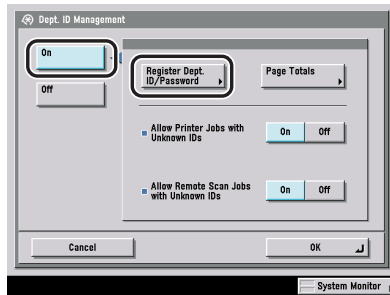 Dept. ID Management
On
Off
Register Dept.
ID/Password
Page Totals
Allow Printer Jobs with
Unknown IDs
On
Off
Allow Remote Scan Jobs
with Unknown IDs
On
Off
Cancel
OK
System Monitor